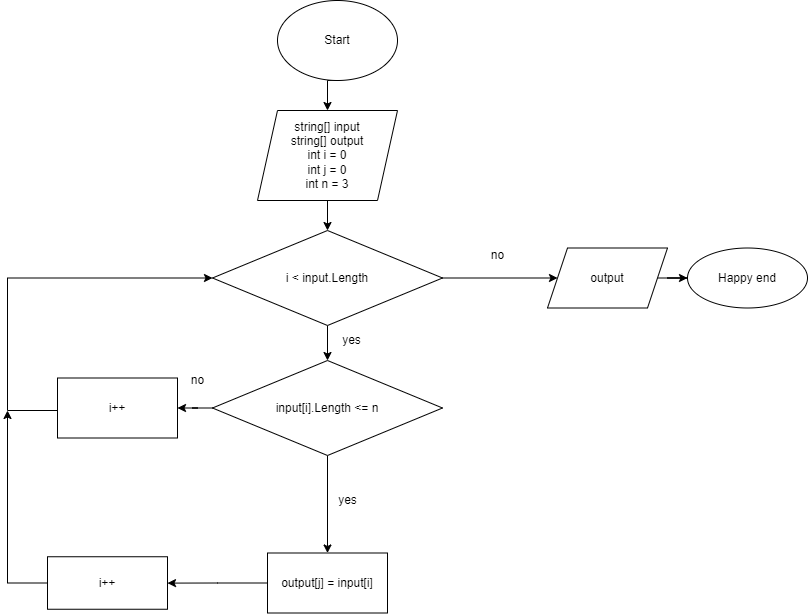 Start
string[] input
string[] output
int i = 0
int j = 0
int n = 3
i < input.Length
no
output
Happy end
yes
no
i++
input[i].Length <= n
yes
i++
output[j] = input[i]